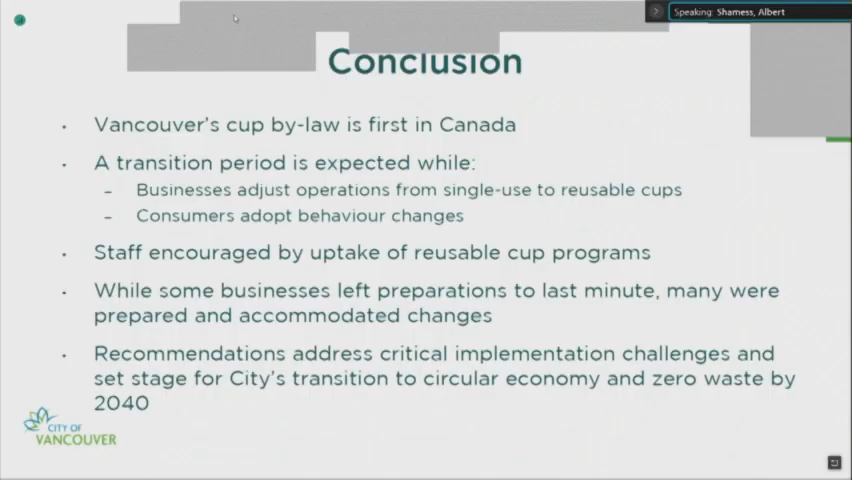 Speaking: Shamess, Albert
Conclusion
• Vancouver's cup by-law is first in Canada
• A transition period is expected while:
– Businesses adjust operations from single-use to reusable cups
– Consumers adopt behaviour changes
• Staff encouraged by uptake of reusable cup programs
• While some businesses left preparations to last minute, many were
prepared and accommodated changes
• Recommendations address critical implementation challenges and
set stage for City's transition to circular economy and zero waste by
2040
CITY OF
VANCOUVER